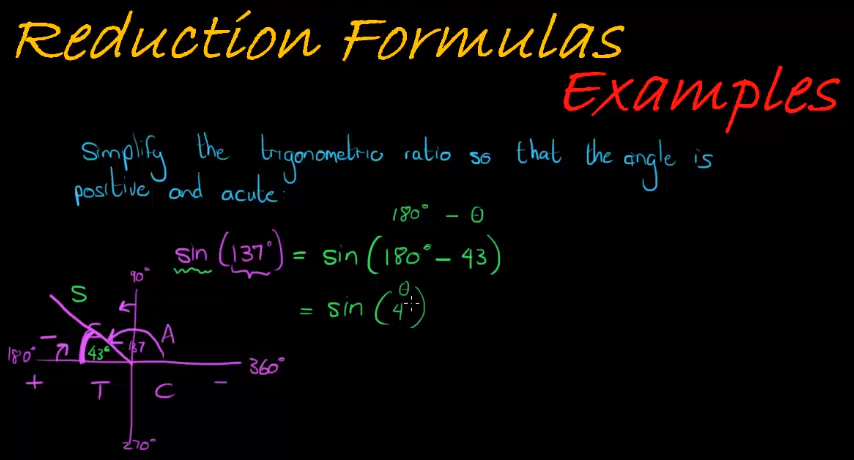 Reduction Formulas
Examples
Simplify the trigonometric ratio so that the angle is
positive and acute.
180° - θ
sin (137°) = sin (180° - 43)
= sin (4)
θ
90°
S
A
180°
43°
137
360°
+
T
C
-
270°